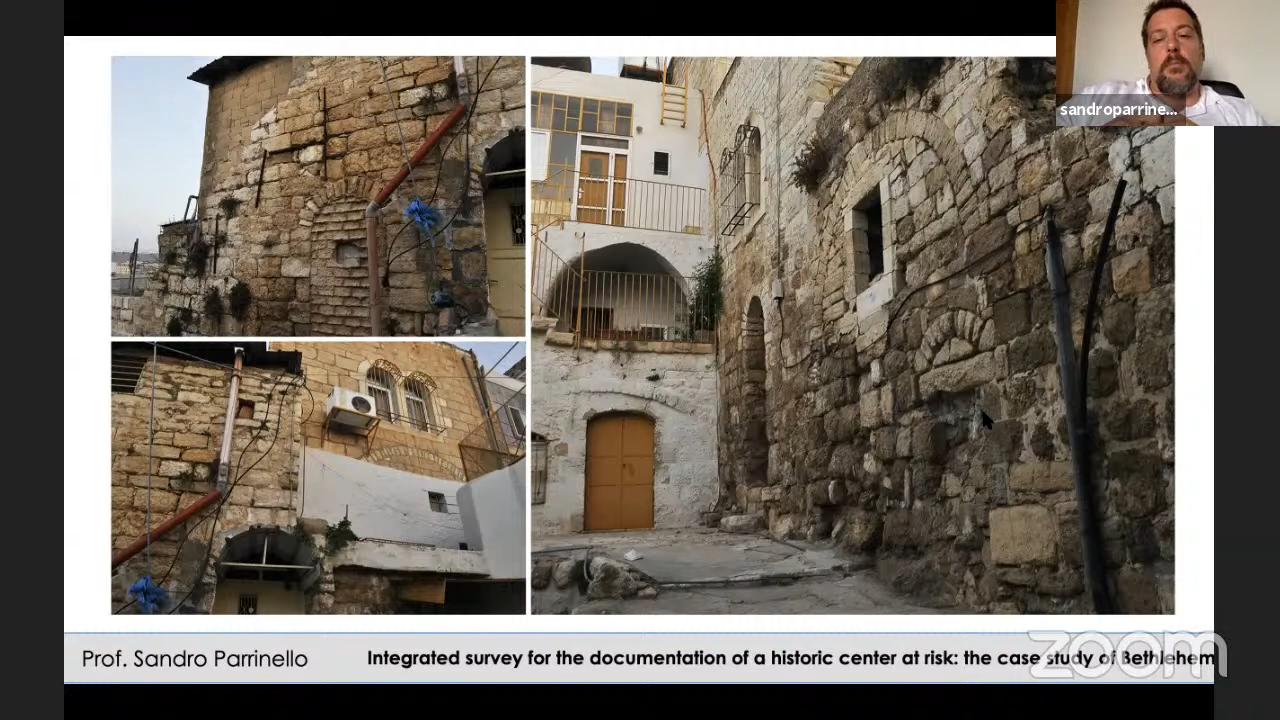 sandroparrine...
Prof. Sandro Parrinello
Integrated survey for the documentation of a historic center at risk: the case study of Bethlehem
zoom